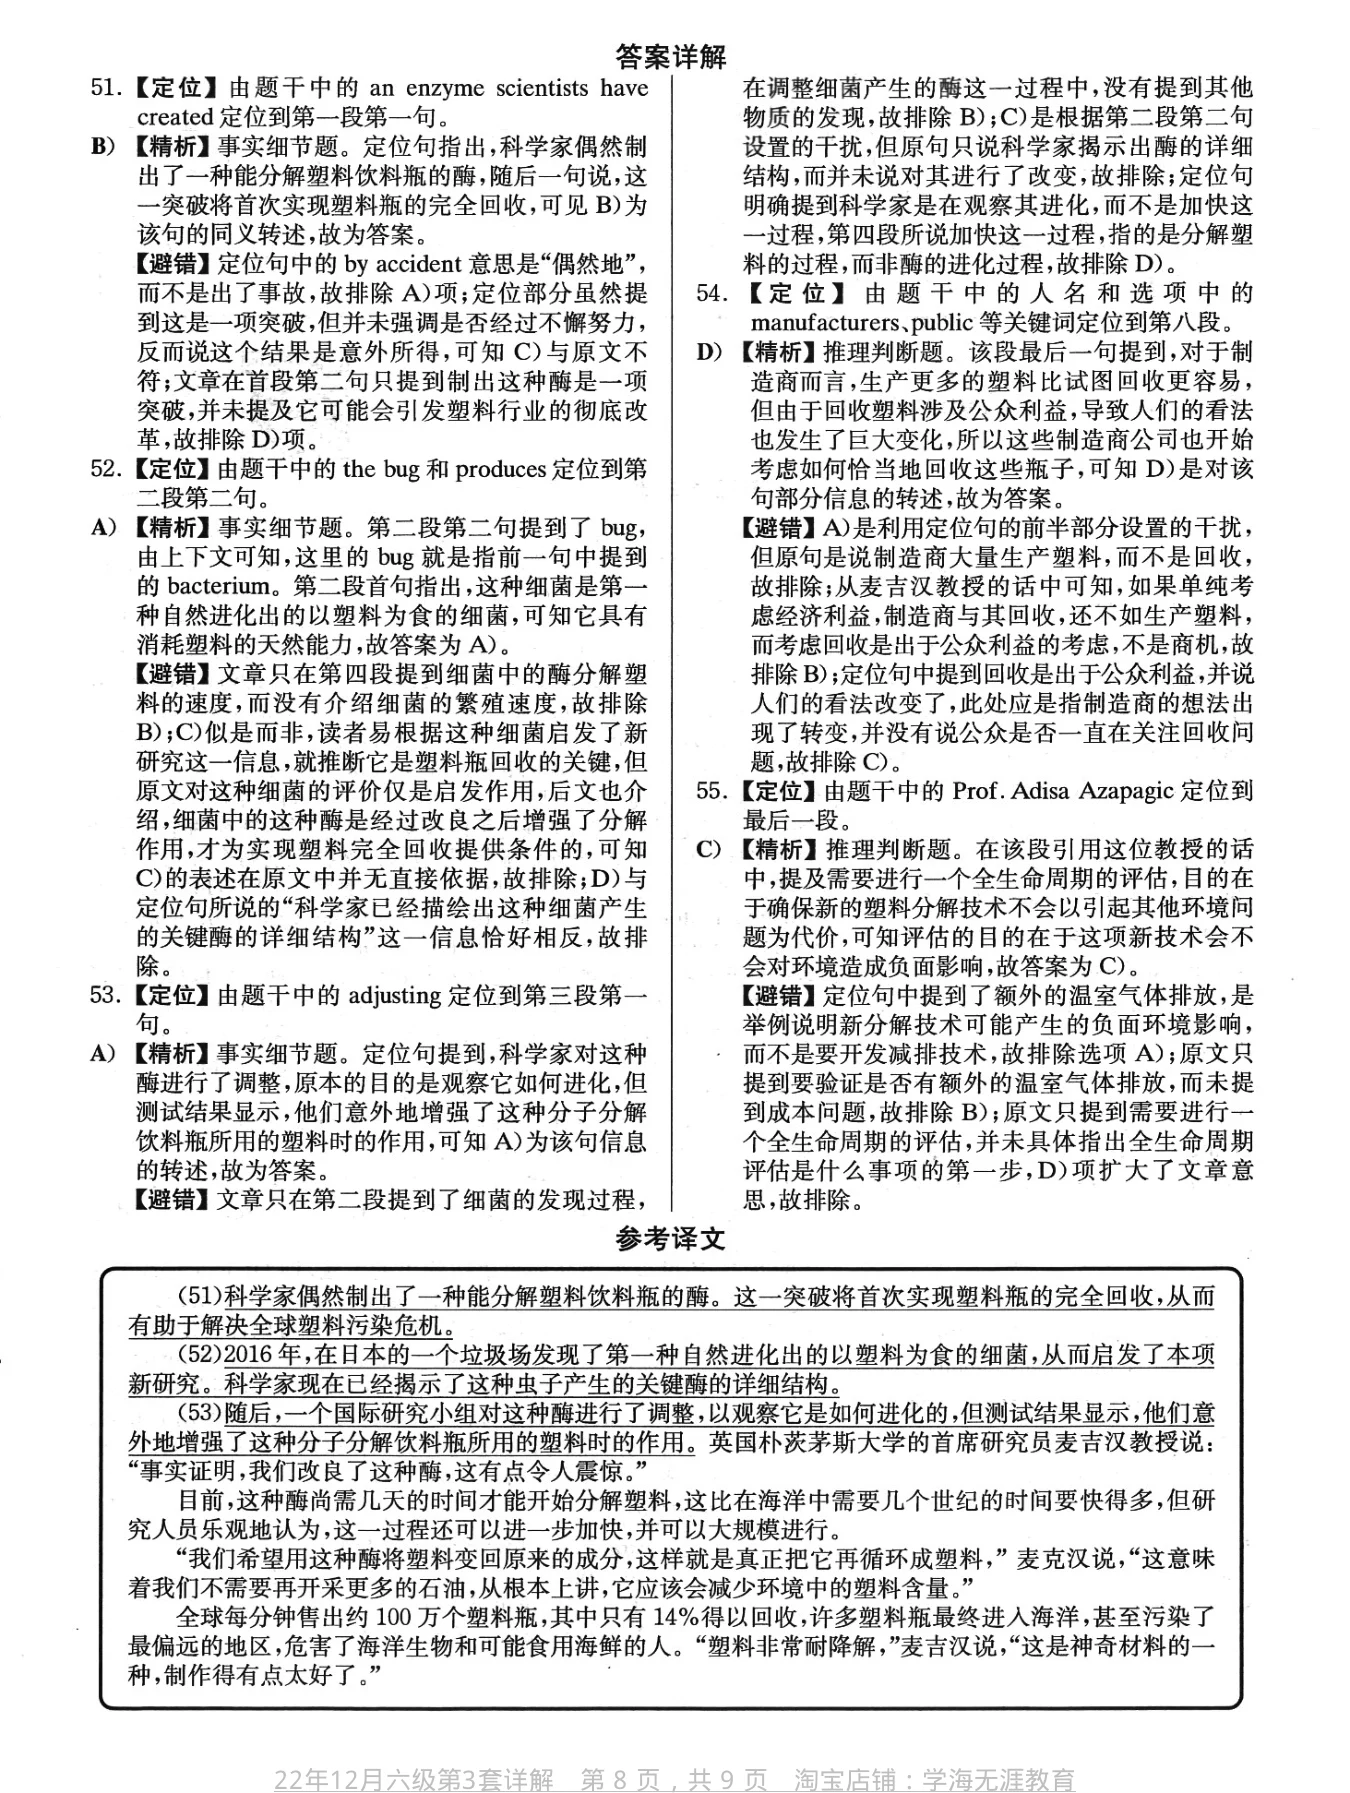 答案详解
51. 【定位】由题干中的 an enzyme scientists have
created 定位到第一段第一句。
B) 【精析】事实细节题。定位句指出,科学家偶然制
出了一种能分解塑料饮料瓶的酶,随后一句说,这
一突破将首次实现塑料瓶的完全回收,可见 B)为
该句的同义转述,故为答案。
【避错】定位句中的 by accident 意思是“偶然地”,
而不是出了事故,故排除 A)项;定位部分虽然提
到这是一项突破,但并未强调是否经过不懈努力,
反而说这个结果是意外所得,可知 C)与原文不
符;文章在首段第二句只提到制出这种酶是一项
突破,并未提及它可能会引发塑料行业的彻底改
革,故排除 D)项。
52. 【定位】由题干中的 the bug 和 produces 定位到第
二段第二句。
A) 【精析】事实细节题。第二段第二句提到了 bug,
由上下文可知,这里的 bug 就是指前一句中提到
的 bacterium。第二段首句指出,这种细菌是第一
种自然进化出的以塑料为食的细菌,可知它具有
消耗塑料的天然能力,故答案为 A)。
【避错】文章只在第四段提到细菌中的酶分解塑
料的速度,而没有介绍细菌的繁殖速度,故排除
B);C)似是而非,读者易根据这种细菌启发了新
研究这一信息,就推断它是塑料瓶回收的关键,但
原文对这种细菌的评价仅是启发作用,后文也介
绍,细菌中的这种酶是经过改良之后增强了分解
作用,才为实现塑料完全回收提供条件的,可知
C)的表述在原文中并无直接依据,故排除;D)与
定位句所说的“科学家已经描绘出这种细菌产生
的关键酶的详细结构”这一信息恰好相反,故排
除。
53. 【定位】由题干中的 adjusting 定位到第三段第一
句。
A) 【精析】事实细节题。定位句提到,科学家对这种
酶进行了调整,原本的目的是观察它如何进化,但
测试结果显示,他们意外地增强了这种分子分解
饮料瓶所用的塑料时的作用,可知 A)为该句信息
的转述,故为答案。
【避错】文章只在第二段提到了细菌的发现过程,
在调整细菌产生的酶这一过程中,没有提到其他
物质的发现,故排除 B);C)是根据第二段第二句
设置的干扰,但原句只说科学家揭示出酶的详细
结构,而并未说对其进行了改变,故排除;定位句
明确提到科学家是在观察其进化,而不是加快这
一过程,第四段所说加快这一过程,指的是分解塑
料的过程,而非酶的进化过程,故排除 D)。
54. 【定位】由题干中的人名和选项中的
manufacturers、public 等关键词定位到第八段。
D) 【精析】推理判断题。该段最后一句提到,对于制
造商而言,生产更多的塑料比试图回收更容易,
但由于回收塑料涉及公众利益,导致人们的看法
也发生了巨大变化,所以这些制造商公司也开始
考虑如何恰当地回收这些瓶子,可知 D)是对该
句部分信息的转述,故为答案。
【避错】A)是利用定位句的前半部分设置的干扰,
但原句是说制造商大量生产塑料,而不是回收,
故排除;从麦吉汉教授的话中可知,如果单纯考
虑经济利益,制造商与其回收,还不如生产塑料,
而考虑回收是出于公众利益的考虑,不是商机,故
排除 B);定位句中提到回收是出于公众利益,并说
人们的看法改变了,此处应是指制造商的想法出
现了转变,并没有说公众是否一直在关注回收问
题,故排除 C)。
55. 【定位】由题干中的 Prof. Adisa Azapagic 定位到
最后一段。
C) 【精析】推理判断题。在该段引用这位教授的话
中,提及需要进行一个全生命周期的评估,目的在
于确保新的塑料分解技术不会以引起其他环境问
题为代价,可知评估的目的在于这项新技术会不
会对环境造成负面影响,故答案为 C)。
【避错】定位句中提到了额外的温室气体排放,是
举例说明新分解技术可能产生的负面环境影响,
而不是要开发减排技术,故排除选项 A);原文只
提到要验证是否有额外的温室气体排放,而未提
到成本问题,故排除 B);原文只提到需要进行一
个全生命周期的评估,并未具体指出全生命周期
评估是什么事项的第一步,D)项扩大了文章意
思,故排除。
参考译文
(51)科学家偶然制出了一种能分解塑料饮料瓶的酶。这一突破将首次实现塑料瓶的完全回收,从而
有助于解决全球塑料污染危机。
(52)2016 年,在日本的一个垃圾场发现了第一种自然进化出的以塑料为食的细菌,从而启发了本项
新研究。科学家现在已经揭示了这种虫子产生的关键酶的详细结构。
(53)随后,一个国际研究小组对这种酶进行了调整,以观察它是如何进化的,但测试结果显示,他们意
外地增强了这种分子分解饮料瓶所用的塑料时的作用。英国朴茨茅斯大学的首席研究员麦吉汉教授说:
“事实证明,我们改良了这种酶,这有点令人震惊。”
目前,这种酶尚需几天的时间才能开始分解塑料,这比在海洋中需要几个世纪的时间要快得多,但研
究人员乐观地认为,这一过程还可以进一步加快,并可以大规模进行。
“我们希望用这种酶将塑料变回原来的成分,这样就是真正把它再循环成塑料,” 麦克汉说,“这意味
着我们不需要再开采更多的石油,从根本上讲,它应该会减少环境中的塑料含量。”
全球每分钟售出约 100 万个塑料瓶,其中只有 14%得以回收,许多塑料瓶最终进入海洋,甚至污染了
最偏远的地区,危害了海洋生物和可能食用海鲜的人。“塑料非常耐降解,”麦吉汉说,“这是神奇材料的一
种,制作得有点太好了。”
22年12月六级第3套详解 第 8 页，共 9 页 淘宝店铺：学海无涯教育